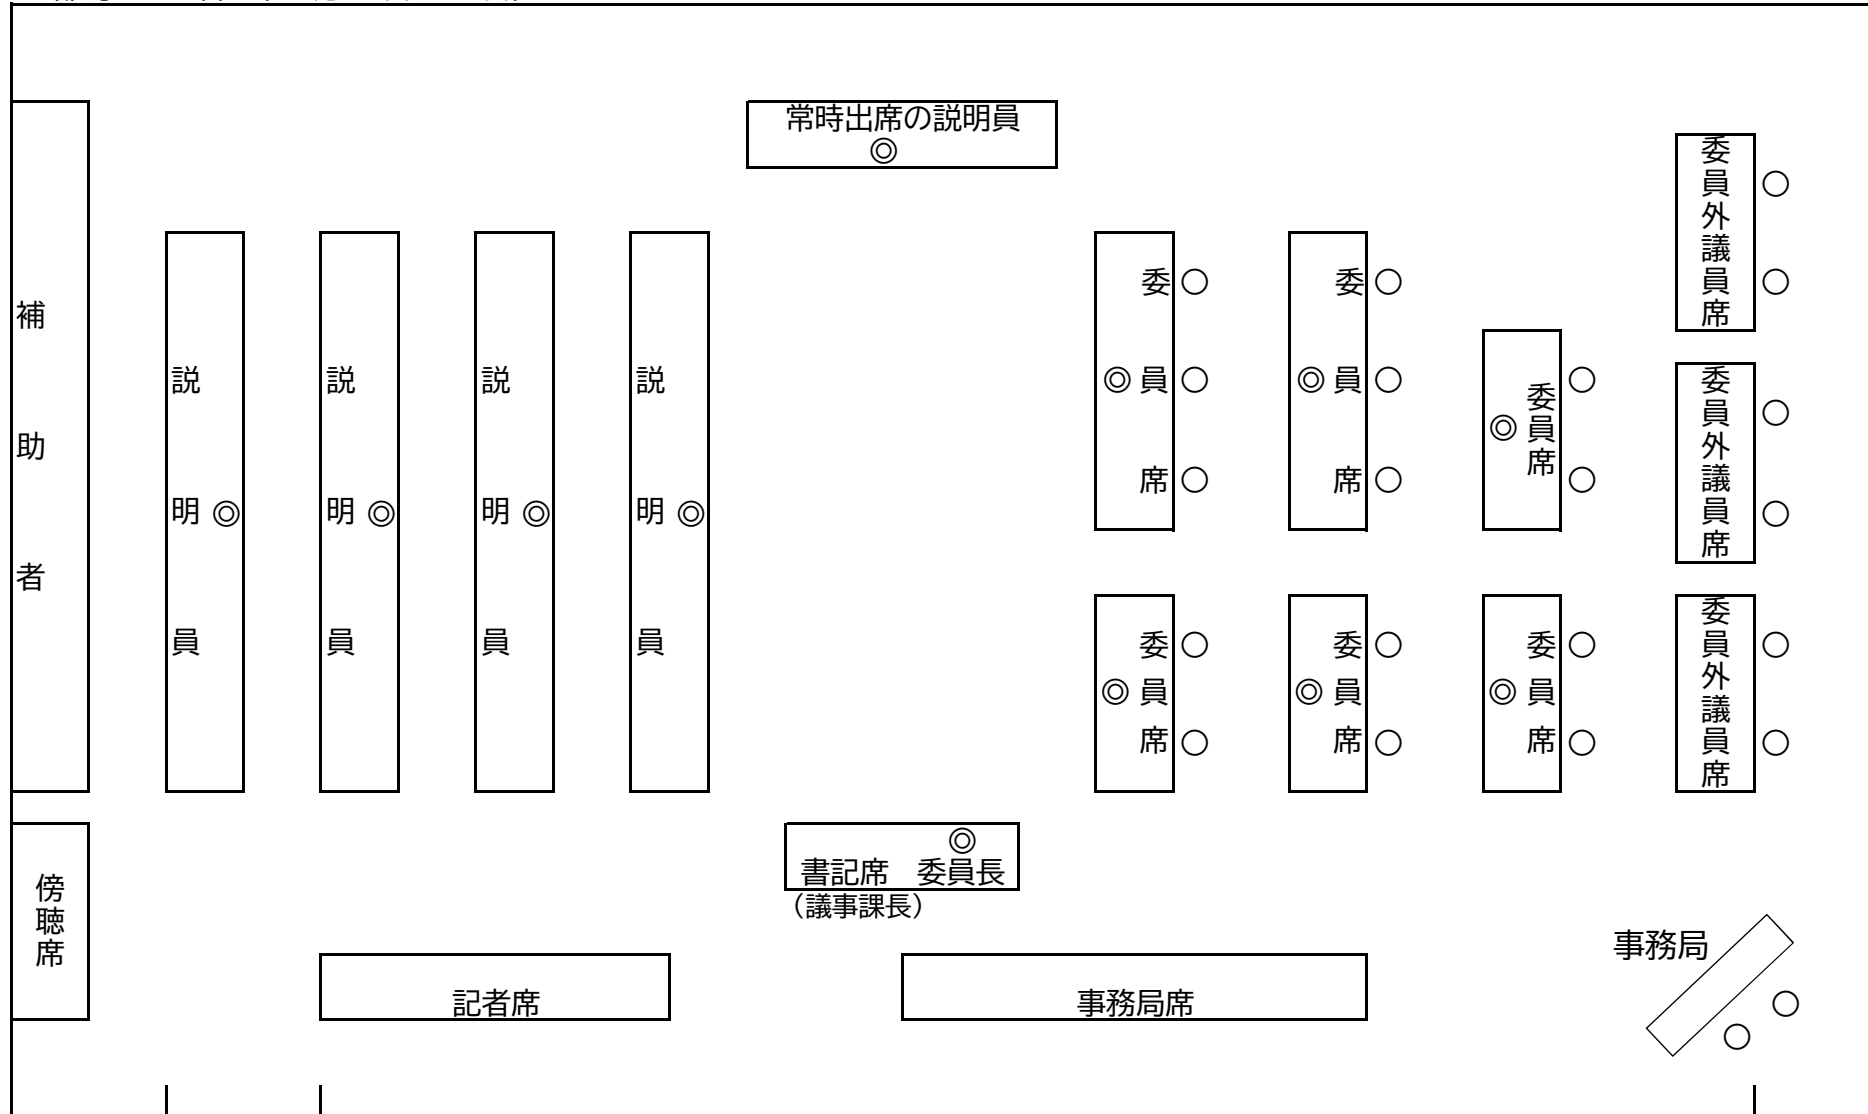 常時出席の説明員
◎
補助者
説明員
◎
説明員
◎
説明員
◎
説明員
◎
委員席
◎
委員席
◎
委員席
◎
委員外議員席
委員外議員席
委員席
◎
委員席
◎
委員席
◎
委員外議員席
◎
書記席 委員長
（議事課長）
傍聴席
記者席
事務局席
事務局